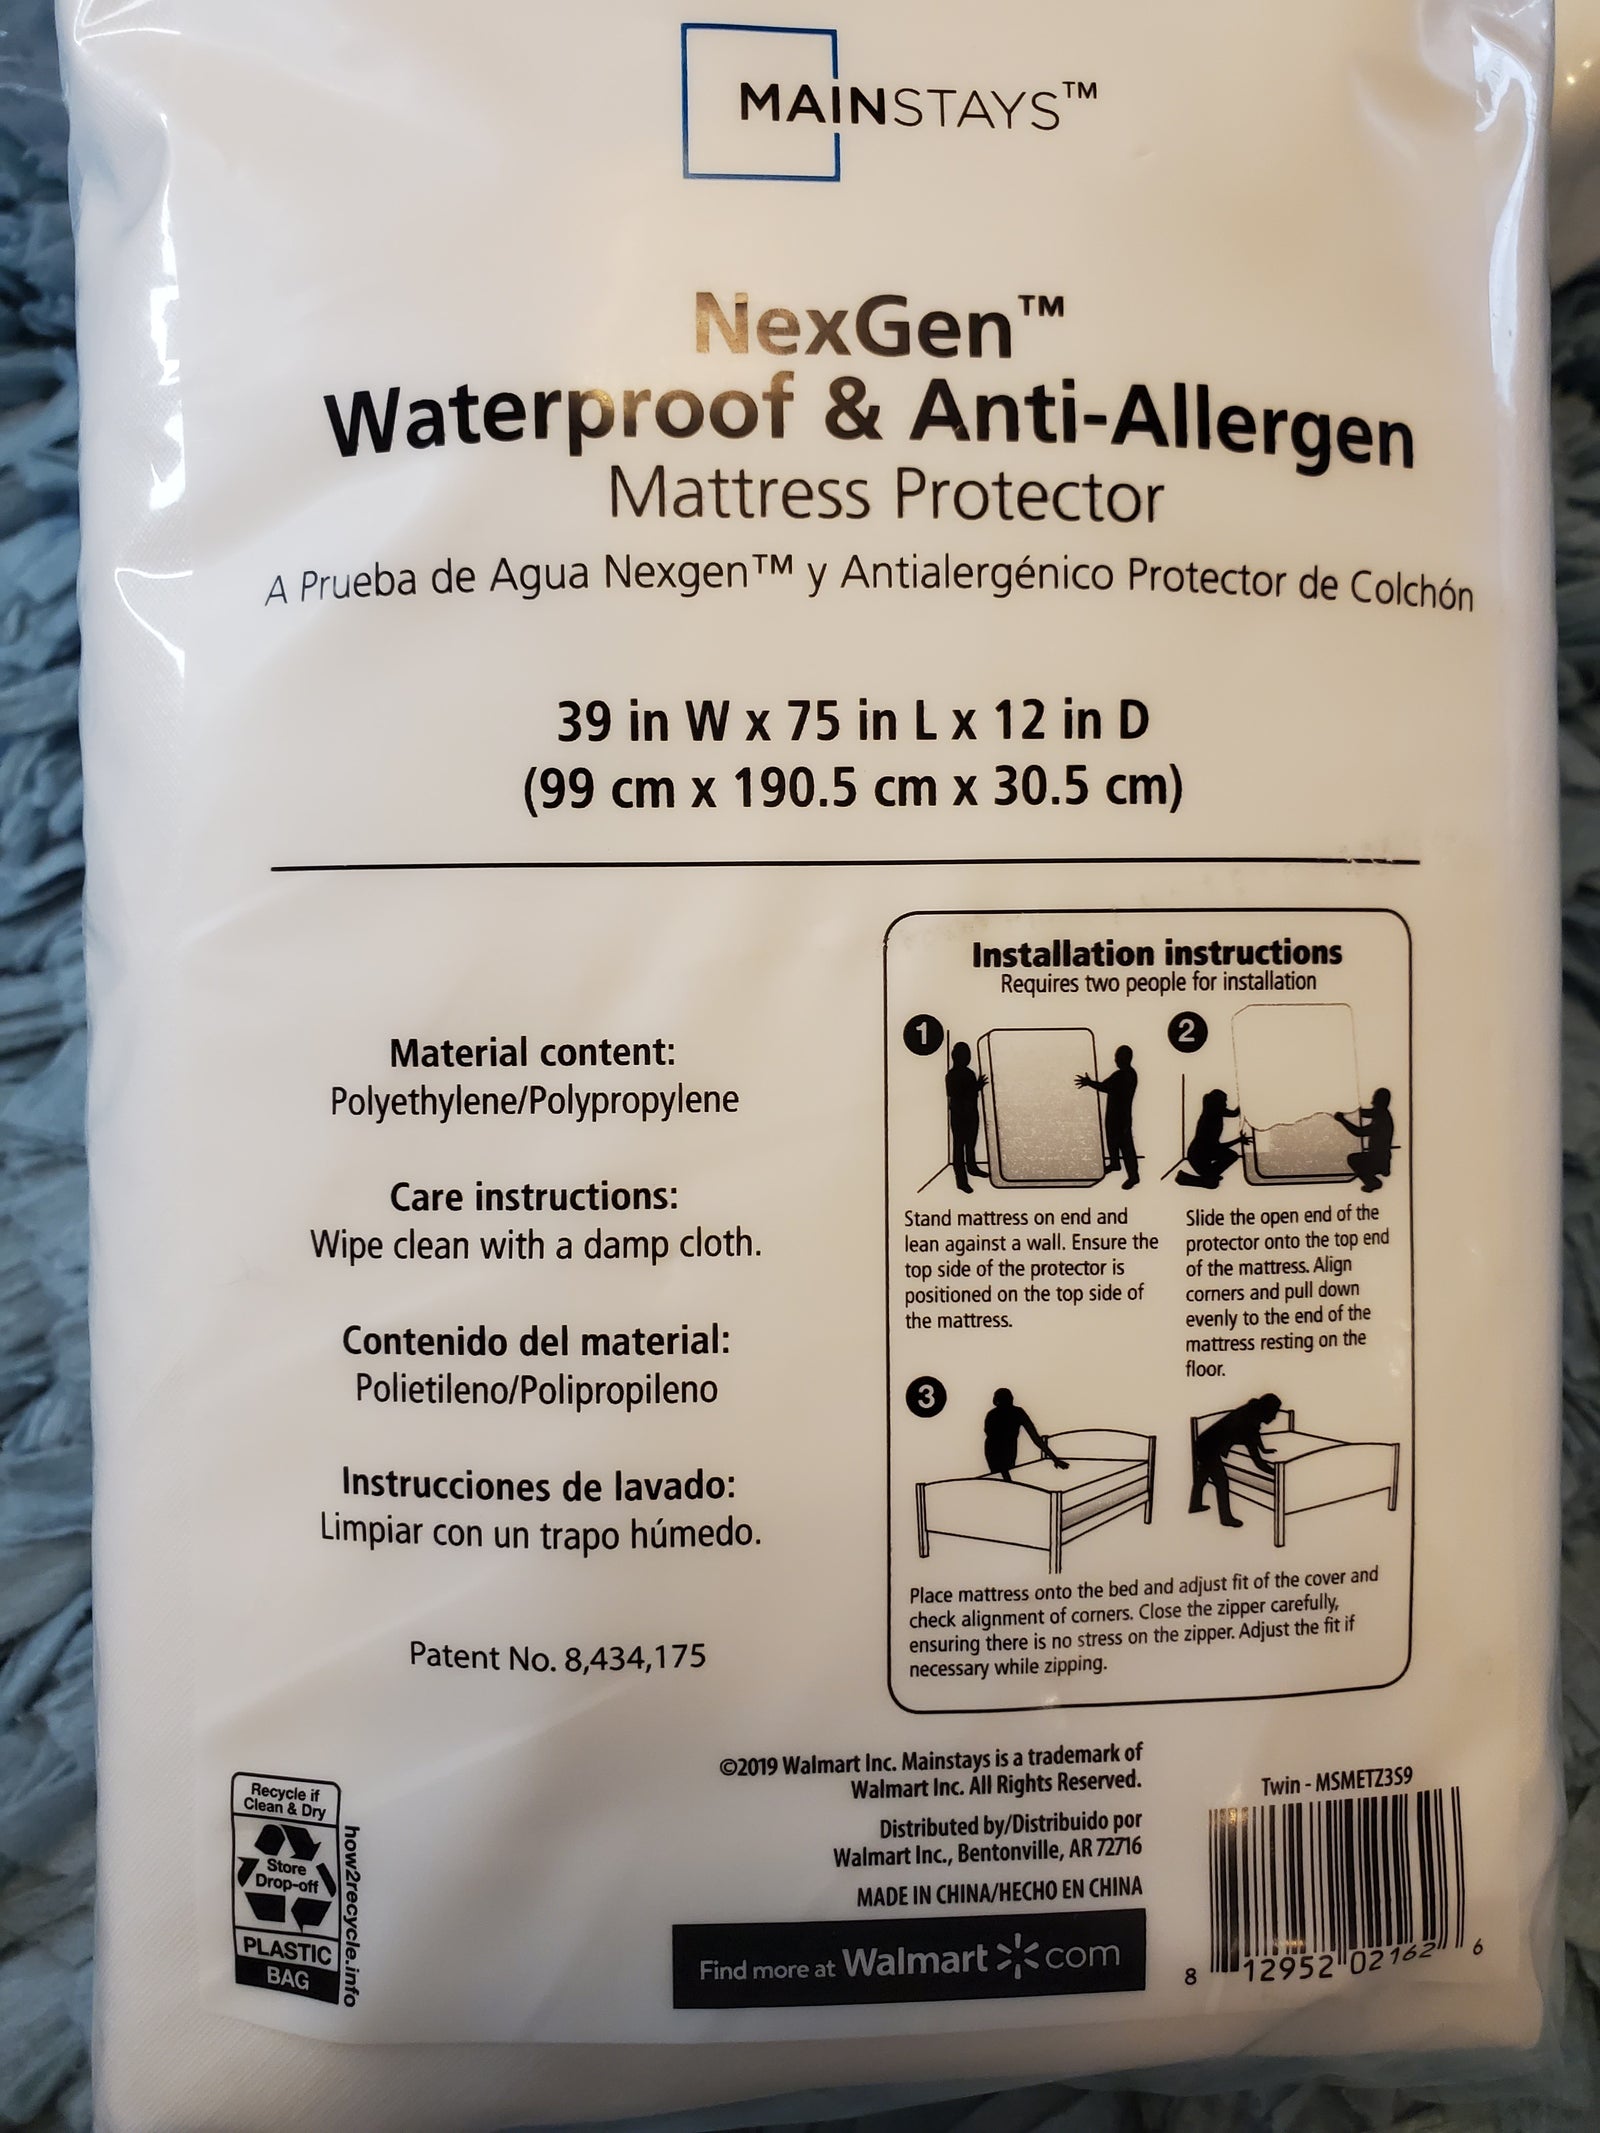 MAINSTAYS™
NexGen™
Waterproof & Anti-Allergen
Mattress Protector
A Prueba de Agua Nexgen™ y Antialergénico Protector de Colchón
39 in W x 75 in L x 12 in D
(99 cm x 190.5 cm x 30.5 cm)
Material content:
Polyethylene/Polypropylene
Care instructions:
Wipe clean with a damp cloth.
Contenido del material:
Polietileno/Polipropileno
Instrucciones de lavado:
Limpiar con un trapo húmedo.
Patent No. 8,434,175
Installation instructions
Requires two people for installation
1
Stand mattress on end and
lean against a wall. Ensure the
top side of the protector is
positioned on the top side of
the mattress.
2
Slide the open end of the
protector onto the top end
of the mattress. Align
corners and pull down
evenly to the end of the
mattress resting on the
floor.
3
Place mattress onto the bed and adjust fit of the cover and
check alignment of corners. Close the zipper carefully,
ensuring there is no stress on the zipper. Adjust the fit if
necessary while zipping.
Recycle if
Clean & Dry
Store
Drop-off
PLASTIC
BAG
how2recycle.info
©2019 Walmart Inc. Mainstays is a trademark of
Walmart Inc. All Rights Reserved.
Distributed by/Distribuido por
Walmart Inc., Bentonville, AR 72716
MADE IN CHINA/HECHO EN CHINA
Find more at Walmart com
Twin - MSMETZ3S9
8 12952 02162 6